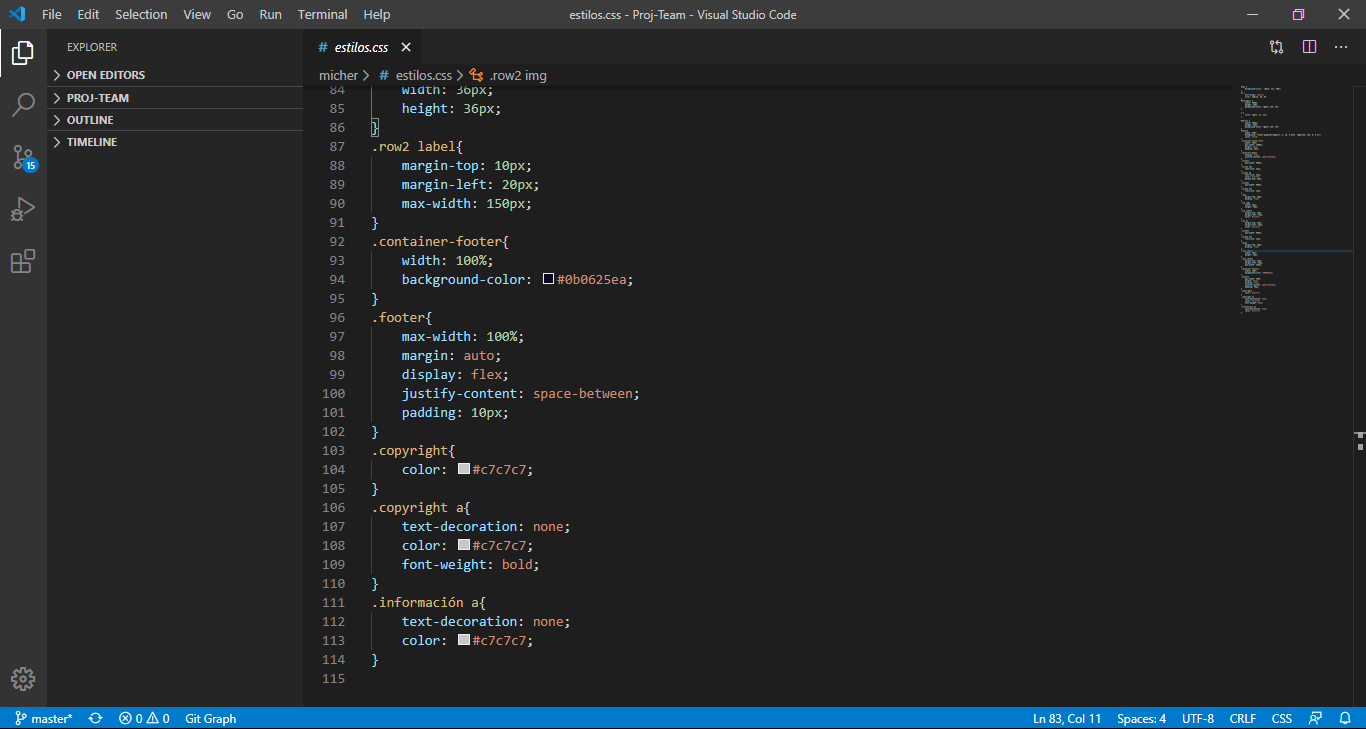 File Edit Selection View Go Run Terminal Help estilos.css - Proj-Team - Visual Studio Code
EXPLORER
OPEN EDITORS
PROJ-TEAM
OUTLINE
TIMELINE
15
# estilos.css
micher > # estilos.css > .row2 img
84 width: 36px;
85 height: 36px;
86 }
87 .row2 label{
88 margin-top: 10px;
89 margin-left: 20px;
90 max-width: 150px;
91 }
92 .container-footer{
93 width: 100%;
94 background-color: #0b0625ea;
95 }
96 .footer{
97 max-width: 100%;
98 margin: auto;
99 display: flex;
100 justify-content: space-between;
101 padding: 10px;
102 }
103 .copyright{
104 color: #c7c7c7;
105 }
106 .copyright a{
107 text-decoration: none;
108 color: #c7c7c7;
109 font-weight: bold;
110 }
111 .información a{
112 text-decoration: none;
113 color: #c7c7c7;
114 }
115
master* 0 0 Git Graph Ln 83, Col 11 Spaces: 4 UTF-8 CRLF CSS